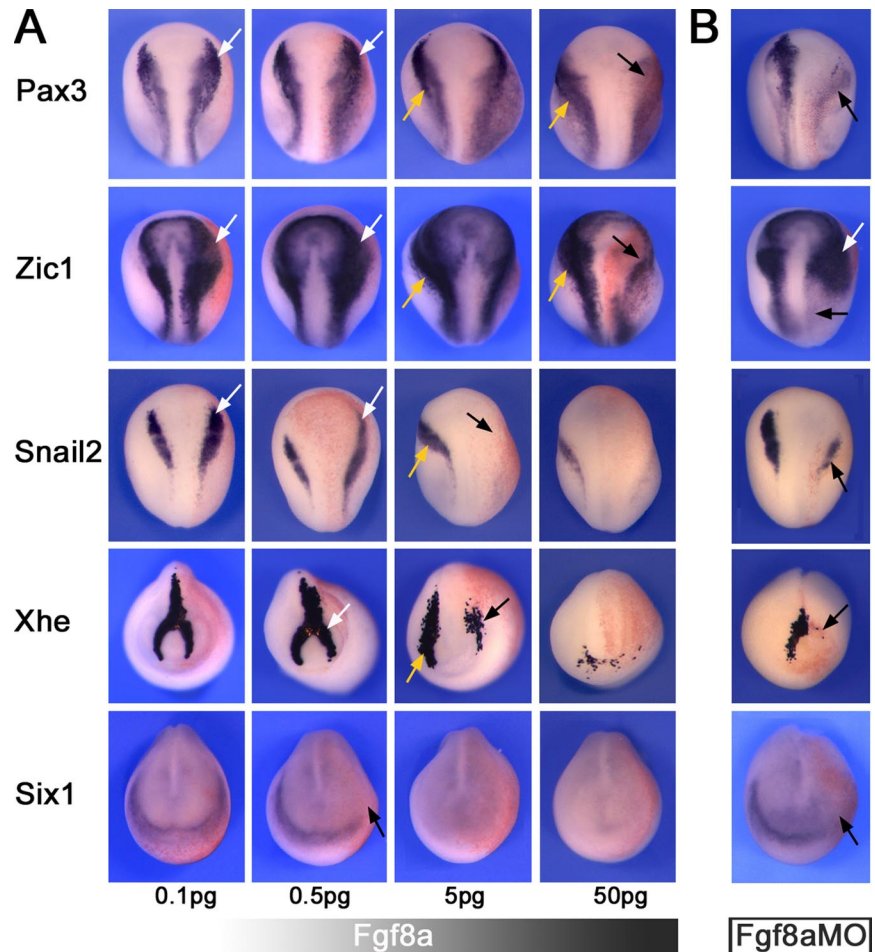 A
B
Pax3
Zic1
Snail2
Xhe
Six1
0.1pg 0.5pg 5pg 50pg
Fgf8a
Fgf8aMO